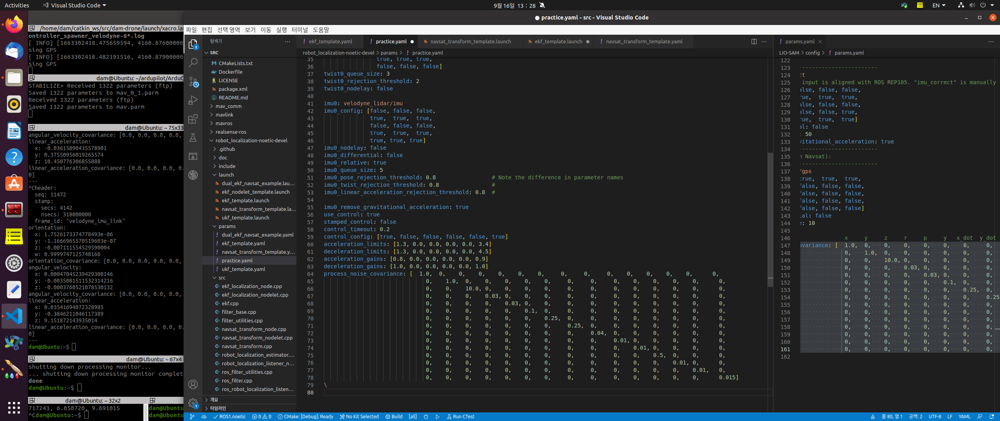 Activities
Visual Studio Code
9월 16일 13:28
EN
/home/dam/catkin_ws/src/dam-drone/launch/xacro.lau
ontroller_spawner_velodyne-6*.log
[ INFO] [1663302418.475659594, 4160.876000000
sing GPS
[ INFO] [1663302418.482191516, 4160.879000000
sing GPS
dam@Ubuntu: ~/ardupilot/ArduC
STABILIZE> Received 1322 parameters (ftp)
Saved 1322 parameters to mav_0_1.parm
Received 1322 parameters (ftp)
Saved 1322 parameters to mav.parm
dam@Ubuntu: ~ 75x33
angular_velocity_covariance: [0.0, 0.0, 0.0, 0.0,
linear_acceleration:
x: -0.03615090435578901
y: 0.37550956019265574
z: 10.450776306855888
linear_acceleration_covariance: [0.0, 0.0, 0.0, 0.
0]
---
^Cheader:
seq: 11472
stamp:
secs: 4142
nsecs: 318000000
frame_id: "velodyne_imu_link"
orientation:
x: 1.7526173374778493e-06
y: -1.1666965570519603e-07
z: -0.007111554529590004
w: 0.9999747125748168
orientation_covariance: [0.0, 0.0, 0.0, 0.0, 0.0,
angular_velocity:
x: 0.00047045239429300146
y: -0.0035081511532314216
z: -0.0003760521078530132
angular_velocity_covariance: [0.0, 0.0, 0.0, 0.0,
linear_acceleration:
x: 0.03541694072328985
y: -0.3846211046117389
z: 9.151872143935014
linear_acceleration_covariance: [0.0, 0.0, 0.0, 0.
0]
---
dam@Ubuntu:~$
dam@Ubuntu: ~ 67x4
shutting down processing monitor...
... shutting down processing monitor complet
done
dam@Ubuntu:~$
dam@Ubuntu: ~ 32x2
717243, 6.050720, 9.691015
^Cdam@Ubuntu:~$
dam@Ubuntu
dam@Ubuntu
● practice.yaml - src - Visual Studio Code
파일 편집 선택 영역 보기 이동 실행 터미널 도움말
탐색기
SRC
CMakeLists.txt
Dockerfile
LICENSE
package.xml
README.md
mav_comm
mavlink
mavros
realsense-ros
robot_localization-noetic-devel
.github
doc
include
launch
dual_ekf_navsat_example.lau...
ekf_nodelet_template.launch
ekf_template.launch
navsat_transform_template.la...
ukf_template.launch
params
dual_ekf_navsat_example.yaml
ekf_template.yaml
navsat_transform_template.y...
practice.yaml
ukf_template.yaml
src
ekf_localization_node.cpp
ekf_localization_nodelet.cpp
ekf.cpp
filter_base.cpp
filter_utilities.cpp
navsat_transform_node.cpp
navsat_transform_nodelet.cpp
navsat_transform.cpp
robot_localization_estimator....
robot_localization_listener_n...
ros_filter_utilities.cpp
ros_filter.cpp
ros_robot_localization_listen...
개요
타임라인
ekf_template.yaml practice.yaml ● navsat_transform_template.launch ekf_template.launch ● navsat_transform_template.yaml
robot_localization-noetic-devel > params > ! practice.yaml
35 true, true, true,
36 false, false, false]
37 twist0_queue_size: 3
38 twist0_rejection_threshold: 2
39 twist0_nodelay: false
40
41 imu0: velodyne_lidar/imu
42 imu0_config: [false, false, false,
43 true, true, true,
44 false, false, false,
45 true, true, true,
46 true, true, true]
47 imu0_nodelay: false
48 imu0_differential: false
49 imu0_relative: true
50 imu0_queue_size: 5
51 imu0_pose_rejection_threshold: 0.8 # Note the difference in parameter names
52 imu0_twist_rejection_threshold: 0.8 #
53 imu0_linear_acceleration_rejection_threshold: 0.8 #
54
55 imu0_remove_gravitational_acceleration: true
56 use_control: true
57 stamped_control: false
58 control_timeout: 0.2
59 control_config: [true, false, false, false, false, true]
60 acceleration_limits: [1.3, 0.0, 0.0, 0.0, 0.0, 3.4]
61 deceleration_limits: [1.3, 0.0, 0.0, 0.0, 0.0, 4.5]
62 acceleration_gains: [0.8, 0.0, 0.0, 0.0, 0.0, 0.9]
63 deceleration_gains: [1.0, 0.0, 0.0, 0.0, 0.0, 1.0]
64 process_noise_covariance: [ 1.0, 0, 0, 0, 0, 0, 0, 0, 0, 0, 0, 0, 0, 0, 0,
65 0, 1.0, 0, 0, 0, 0, 0, 0, 0, 0, 0, 0, 0, 0, 0,
66 0, 0, 10.0, 0, 0, 0, 0, 0, 0, 0, 0, 0, 0, 0, 0,
67 0, 0, 0, 0.03, 0, 0, 0, 0, 0, 0, 0, 0, 0, 0, 0,
68 0, 0, 0, 0, 0.03, 0, 0, 0, 0, 0, 0, 0, 0, 0, 0,
69 0, 0, 0, 0, 0, 0.1, 0, 0, 0, 0, 0, 0, 0, 0, 0,
70 0, 0, 0, 0, 0, 0, 0.25, 0, 0, 0, 0, 0, 0, 0, 0,
71 0, 0, 0, 0, 0, 0, 0, 0.25, 0, 0, 0, 0, 0, 0, 0,
72 0, 0, 0, 0, 0, 0, 0, 0, 0.04, 0, 0, 0, 0, 0, 0,
73 0, 0, 0, 0, 0, 0, 0, 0, 0, 0.01, 0, 0, 0, 0, 0,
74 0, 0, 0, 0, 0, 0, 0, 0, 0, 0, 0.01, 0, 0, 0, 0,
75 0, 0, 0, 0, 0, 0, 0, 0, 0, 0, 0, 0.5, 0, 0, 0,
76 0, 0, 0, 0, 0, 0, 0, 0, 0, 0, 0, 0, 0.01, 0, 0,
77 0, 0, 0, 0, 0, 0, 0, 0, 0, 0, 0, 0, 0, 0.01, 0,
78 0, 0, 0, 0, 0, 0, 0, 0, 0, 0, 0, 0, 0, 0, 0.015]
79 \
80
params.yaml
LIO-SAM > config > ! params.yaml
122
123 ------------------------
124 ct
125 input is aligned with ROS REP105. "imu_correct" is manually
126 alse, false, false,
127 rue, true, true,
128 alse, false, false,
129 alse, false, true,
130 rue, true, true]
131 al: false
132 : 50
133 vitational_acceleration: true
134 ------------------------
135 m Navsat):
136 ------------------------
137 /gps
138 true, true, true,
139 false, false, false,
140 false, false, false,
141 false, false, false,
142 false, false, false]
143 ial: false
144 e: 10
145
146 x y z r p y x_dot y_dot
147 ovariance: [ 1.0, 0, 0, 0, 0, 0, 0, 0,
148 0, 1.0, 0, 0, 0, 0, 0, 0,
149 0, 0, 10.0, 0, 0, 0, 0, 0,
150 0, 0, 0, 0.03, 0, 0, 0, 0,
151 0, 0, 0, 0, 0.03, 0, 0, 0,
152 0, 0, 0, 0, 0, 0.1, 0, 0,
153 0, 0, 0, 0, 0, 0, 0.25, 0,
154 0, 0, 0, 0, 0, 0, 0, 0.25
155 0, 0, 0, 0, 0, 0, 0, 0,
156 0, 0, 0, 0, 0, 0, 0, 0,
157 0, 0, 0, 0, 0, 0, 0, 0,
158 0, 0, 0, 0, 0, 0, 0, 0,
159 0, 0, 0, 0, 0, 0, 0, 0,
160 0, 0, 0, 0, 0, 0, 0, 0,
161 0, 0, 0, 0, 0, 0, 0, 0,
162
ROS1.noetic 0 0 CMake: [Debug]: Ready No Kit Selected Build [all] Run CTest
줄 80, 열 1 공백: 2 UTF-8 LF YAML